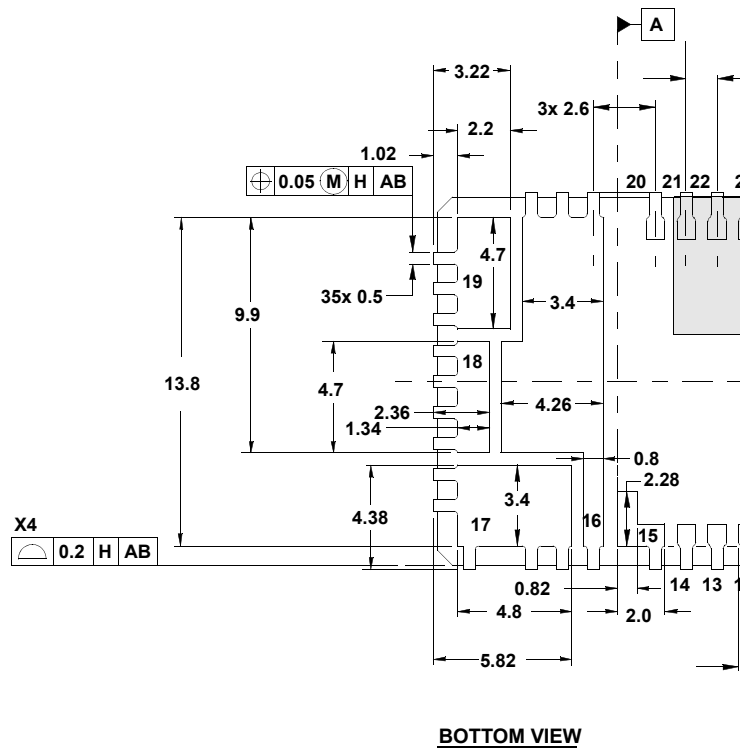 A
3.22
3x 2.6
2.2
1.02
0.05 M H AB
20 21 22 2
4.7
19
35x 0.5
3.4
9.9
18
13.8
4.7
2.36
4.26
1.34
0.8
2.28
3.4
4.38
X4
17
16
15
0.2 H AB
0.82
14 13 1
4.8
2.0
5.82
BOTTOM VIEW